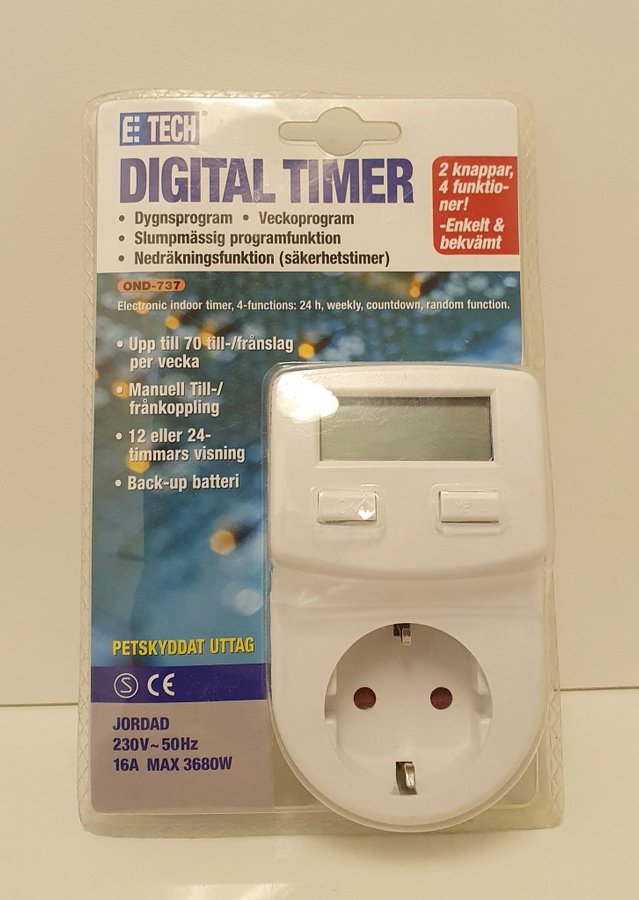 E:TECH
DIGITAL TIMER
• Dygnsprogram • Veckoprogram
• Slumpmässig programfunktion
• Nedräkningsfunktion (säkerhetstimer)
2 knappar,
4 funktio-
ner!
-Enkelt &
bekvämt
OND-737
Electronic indoor timer, 4-functions: 24 h, weekly, countdown, random function.
• Upp till 70 till-/frånslag
per vecka
• Manuell Till-/
frånkoppling
• 12 eller 24-
timmars visning
• Back-up batteri
PETSKYDDAT UTTAG
S CE
JORDAD
230V~50Hz
16A MAX 3680W